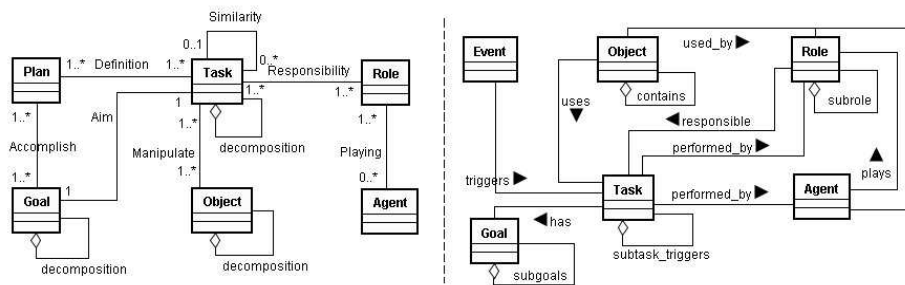 Similarity
0..1
0..*
Plan
1..*
Definition
1..*
Task
Responsibility
Role
1..*
1..*
1..*
1
1..*
Aim
decomposition
Accomplish
Manipulate
Playing
1..*
1
1..*
0..*
Goal
Object
Agent
decomposition
decomposition
Event
Object
used_by
Role
contains
subrole
uses
responsible
performed_by
plays
triggers
Task
performed_by
Agent
has
Goal
subtask_triggers
subgoals